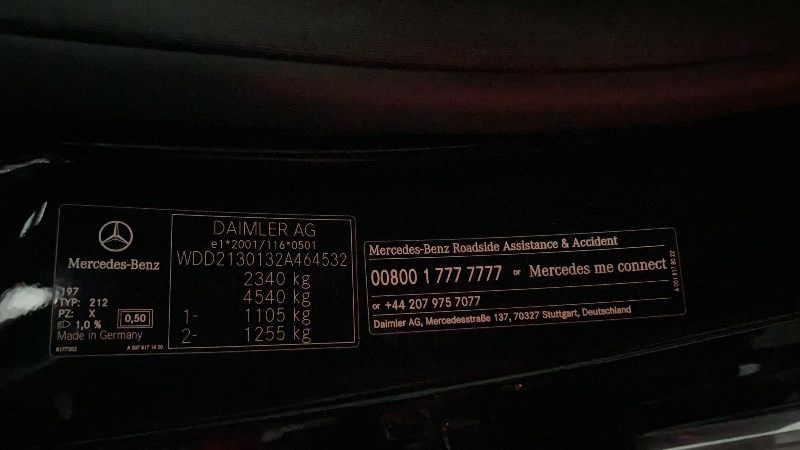 Mercedes-Benz
197
TYP: 212
PZ: X
1,0 %
0,50
Made in Germany
DAIMLER AG
e1*2001/116*0501
WDD2130132A464532
2340 kg
4540 kg
1- 1105 kg
2- 1255 kg
Mercedes-Benz Roadside Assistance & Accident
00800 1 777 7777 or Mercedes me connect
or +44 207 975 7077
Daimler AG, Mercedesstraße 137, 70327 Stuttgart, Deutschland